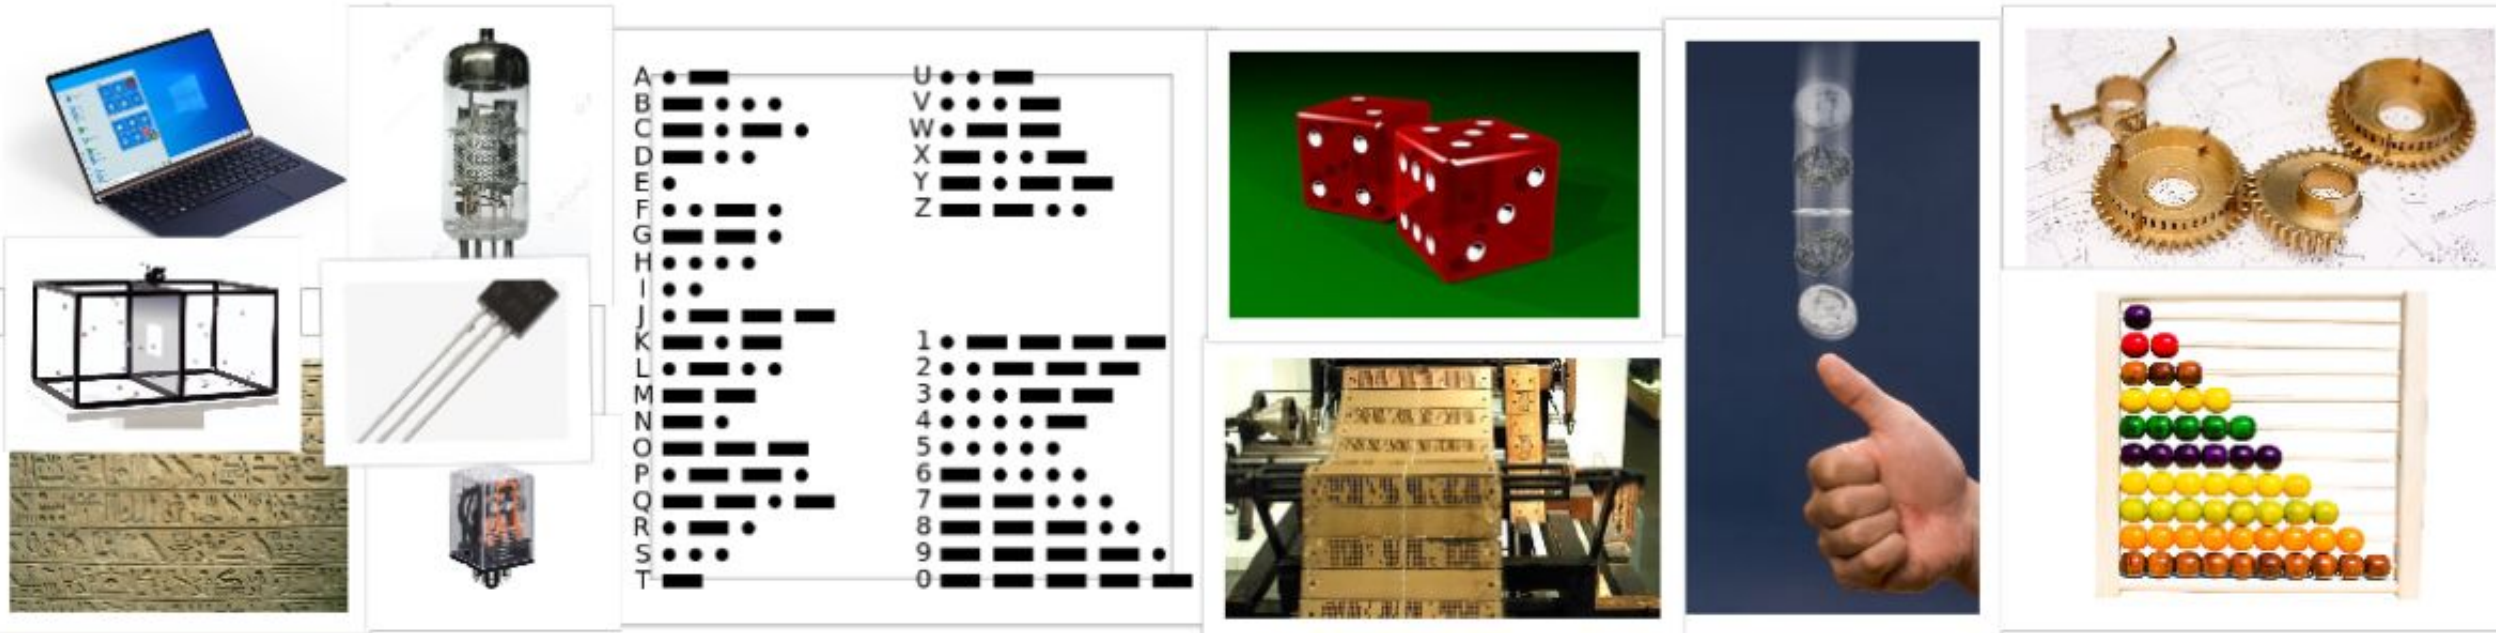 A • –
B – • • •
C – • – •
D – • •
E •
F • • – •
G – – •
H • • • •
I • •
J • – – –
K – • –
L • – • •
M – –
N – •
O – – –
P • – – •
Q – – • –
R • – •
S • • •
T –
U • • –
V • • • –
W • – –
X – • • –
Y – • – –
Z – – • •
1 • – – – –
2 • • – – –
3 • • • – –
4 • • • • –
5 • • • • •
6 – • • • •
7 – – • • •
8 – – – • •
9 – – – – •
0 – – – – –